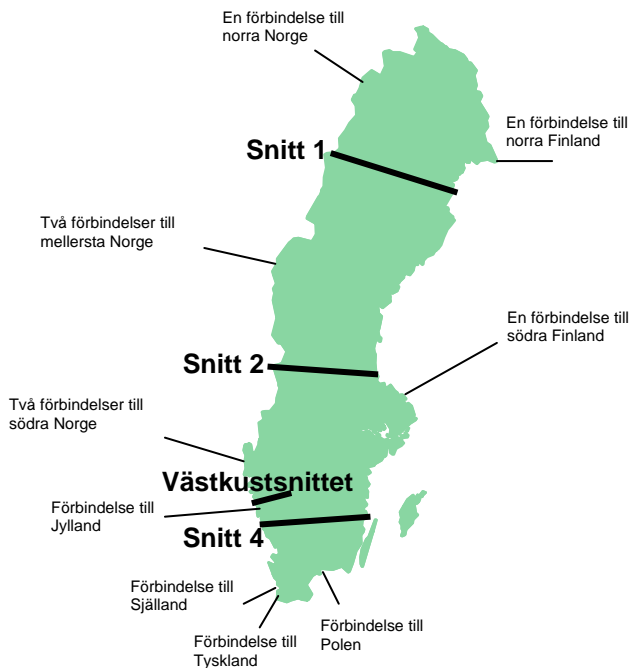 En förbindelse till
norra Norge
En förbindelse till
norra Finland
Snitt 1
Två förbindelser till
mellersta Norge
En förbindelse till
södra Finland
Snitt 2
Två förbindelser till
södra Norge
Västkustsnittet
Förbindelse till
Jylland
Snitt 4
Förbindelse till
Själland
Förbindelse till
Tyskland
Förbindelse till
Polen